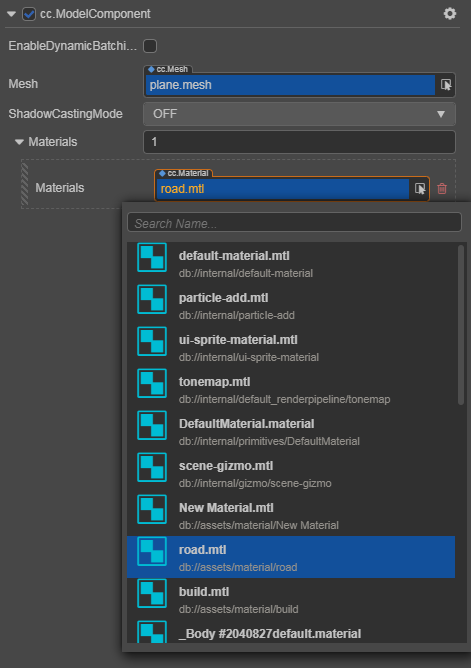 cc.ModelComponent
EnableDynamicBatchi...
cc.Mesh
Mesh
plane.mesh
ShadowCastingMode
OFF
Materials
1
cc.Material
Materials
road.mtl
Search Name...
default-material.mtl
db://internal/default-material
particle-add.mtl
db://internal/particle-add
ui-sprite-material.mtl
db://internal/ui-sprite-material
tonemap.mtl
db://internal/default_renderpipeline/tonemap
DefaultMaterial.material
db://internal/primitives/DefaultMaterial
scene-gizmo.mtl
db://internal/gizmo/scene-gizmo
New Material.mtl
db://assets/material/New Material
road.mtl
db://assets/material/road
build.mtl
db://assets/material/build
_Body #2040827default.material